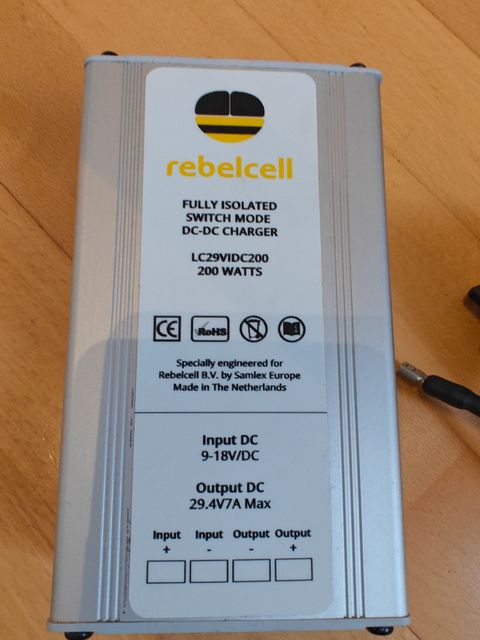 rebelcell
FULLY ISOLATED
SWITCH MODE
DC-DC CHARGER
LC29VIDC200
200 WATTS
CE RoHS
Specially engineered for
Rebelcell B.V. by Samlex Europe
Made in The Netherlands
Input DC
9-18V/DC
Output DC
29.4V7A Max
Input Input Output Output
+ - - +